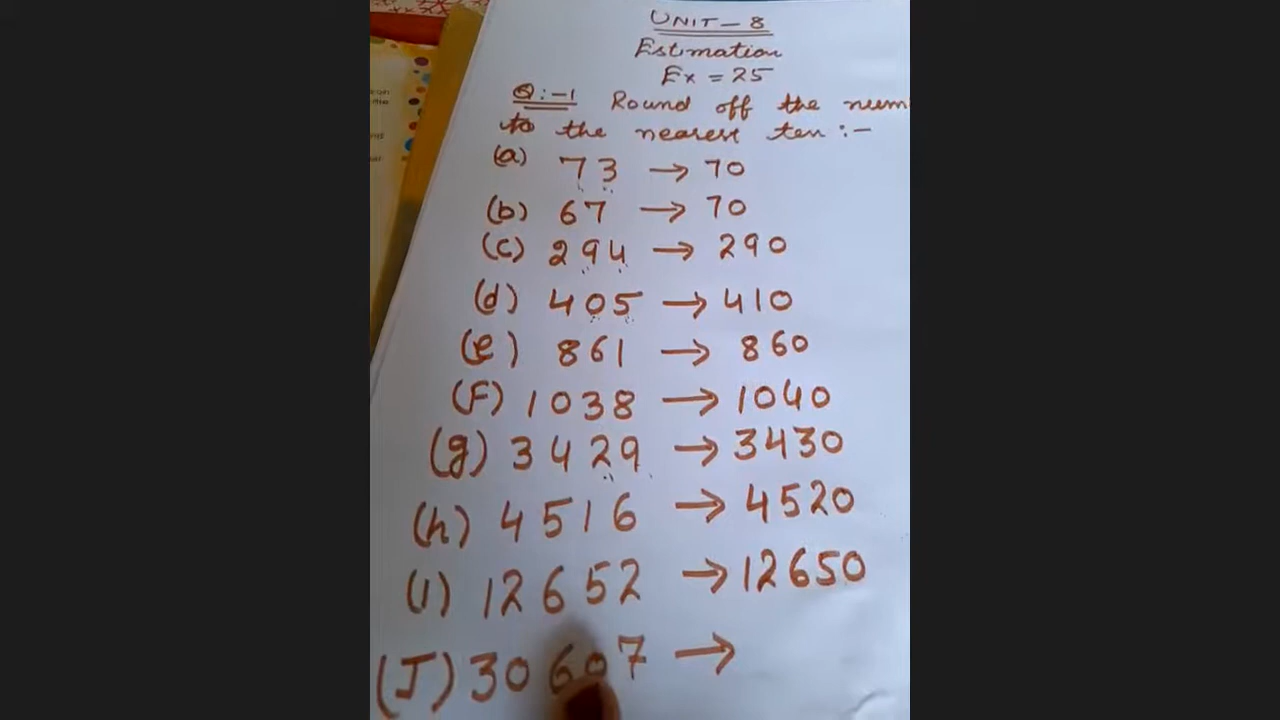 UNIT - 8
Estimation
Ex = 25
Q:-1 Round off the num
to the nearest ten :-
(a) 73 → 70
(b) 67 → 70
(c) 294 → 290
(d) 405 → 410
(e) 861 → 860
(F) 1038 → 1040
(g) 3429 → 3430
(h) 4516 → 4520
(I) 12652 → 12650
(J) 30607 →